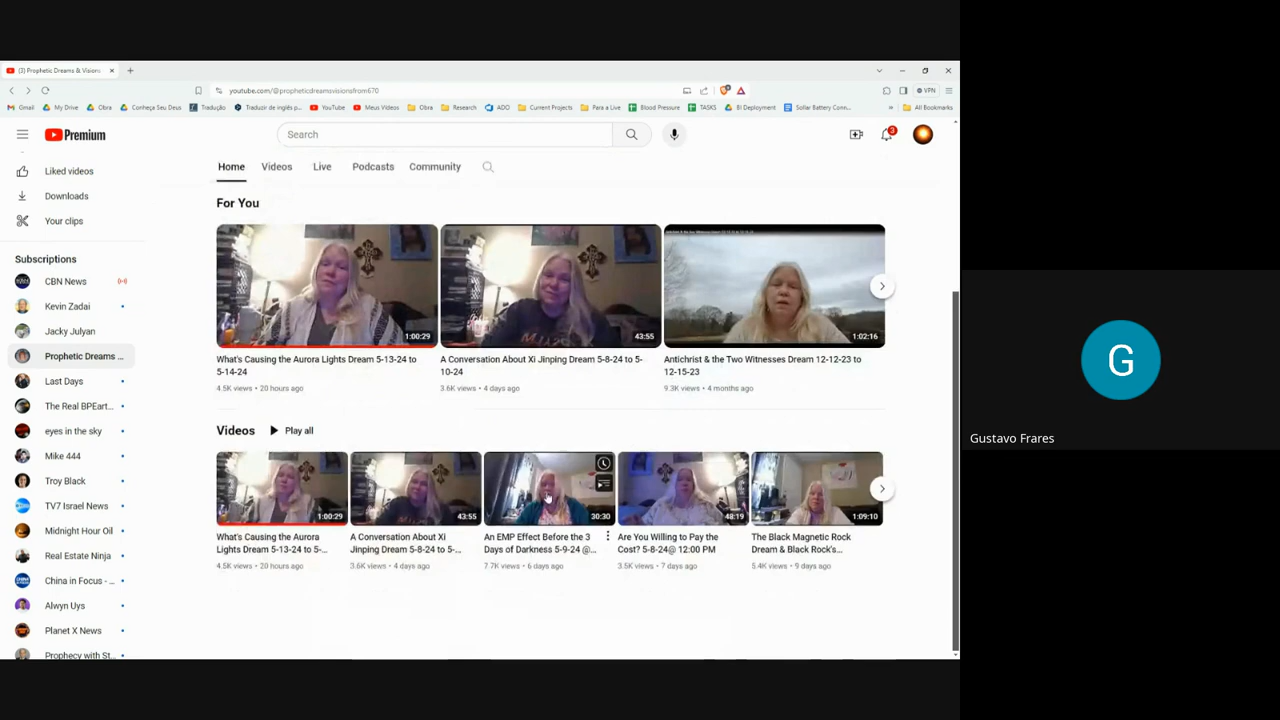 (3) Prophetic Dreams & Visions
youtube.com/@propheticdreamsvisionsfrom670
VPN
Gmail My Drive Obra Conheça Seu Deus Tradução Traduzir de inglês p... YouTube Meus Vídeos Obra Research ADO Current Projects Para a Live Blood Pressure TASKS BI Deployment Sollar Battery Conn... » All Bookmarks
Premium
Search
3
Liked videos
Downloads
Your clips
Subscriptions
CBN News
Kevin Zadai
Jacky Julyan
Prophetic Dreams ...
Last Days
The Real BPEart...
eyes in the sky
Mike 444
Troy Black
TV7 Israel News
Midnight Hour Oil
Real Estate Ninja
China in Focus - ...
Alwyn Uys
Planet X News
Prophecy with St...
Home Videos Live Podcasts Community
For You
1:00:29
What's Causing the Aurora Lights Dream 5-13-24 to
5-14-24
4.5K views • 20 hours ago
43:55
A Conversation About Xi Jinping Dream 5-8-24 to 5-
10-24
3.6K views • 4 days ago
1:02:16
Antichrist & the Two Witnesses Dream 12-12-23 to
12-15-23
9.3K views • 4 months ago
Videos Play all
1:00:29
What's Causing the Aurora
Lights Dream 5-13-24 to 5-...
4.5K views • 20 hours ago
43:55
A Conversation About Xi
Jinping Dream 5-8-24 to 5-...
3.6K views • 4 days ago
30:30
An EMP Effect Before the 3
Days of Darkness 5-9-24 @...
7.7K views • 6 days ago
48:19
Are You Willing to Pay the
Cost? 5-8-24@ 12:00 PM
3.5K views • 7 days ago
1:09:10
The Black Magnetic Rock
Dream & Black Rock's...
5.4K views • 9 days ago
G
Gustavo Frares